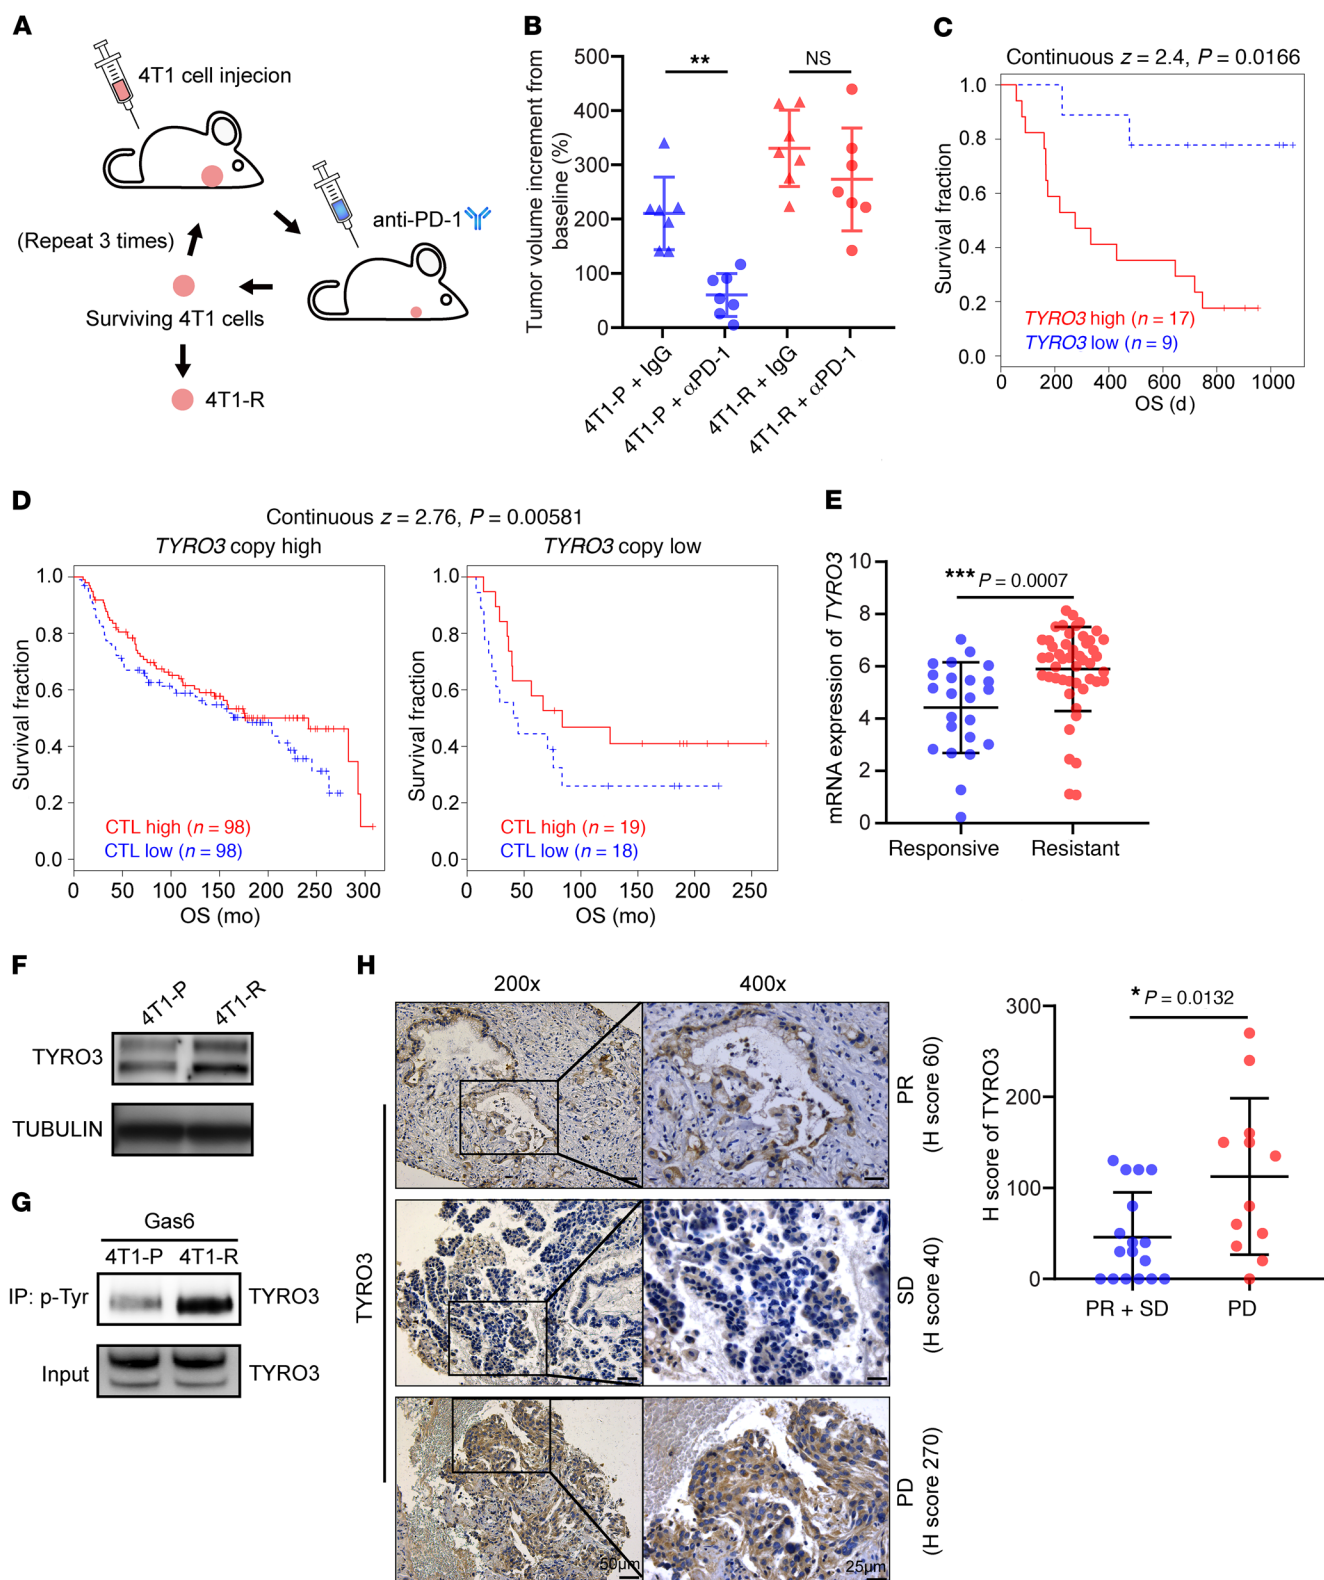 A
4T1 cell injecion
anti-PD-1
(Repeat 3 times)
Surviving 4T1 cells
4T1-R
B
Tumor volume increment from
baseline (%)
500
400
300
200
100
0
**
NS
4T1-P + IgG
4T1-P + αPD-1
4T1-R + IgG
4T1-R + αPD-1
C
Continuous z = 2.4, P = 0.0166
Survival fraction
1.0
0.8
0.6
0.4
0.2
0.0
TYRO3 high (n = 17)
TYRO3 low (n = 9)
0 200 400 600 800 1000
OS (d)
D
Continuous z = 2.76, P = 0.00581
TYRO3 copy high
Survival fraction
1.0
0.8
0.6
0.4
0.2
0.0
CTL high (n = 98)
CTL low (n = 98)
0 50 100 150 200 250 300
OS (mo)
TYRO3 copy low
Survival fraction
1.0
0.8
0.6
0.4
0.2
0.0
CTL high (n = 19)
CTL low (n = 18)
0 50 100 150 200 250
OS (mo)
E
mRNA expression of TYRO3
10
8
6
4
2
0
*** P = 0.0007
Responsive Resistant
F
4T1-P 4T1-R
TYRO3
TUBULIN
G
Gas6
4T1-P 4T1-R
IP: p-Tyr TYRO3
Input TYRO3
H
200x 400x
TYRO3
PR
(H score 60)
SD
(H score 40)
PD
(H score 270)
50μm
25μm
H score of TYRO3
300
200
100
0
* P = 0.0132
PR + SD PD